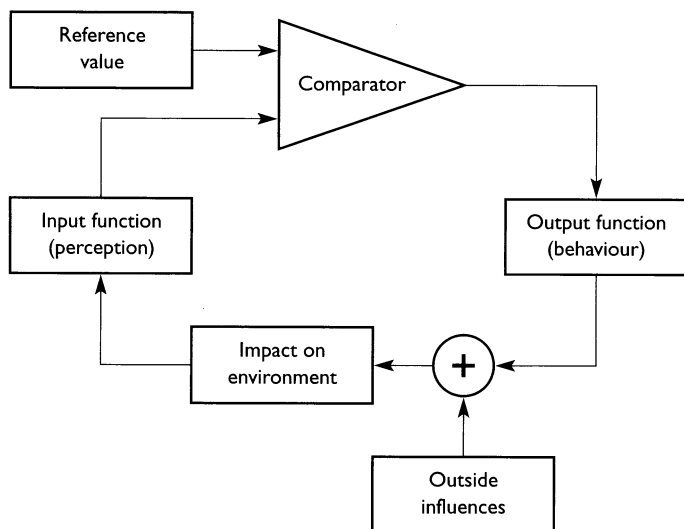 Reference
value
Comparator
Input function
(perception)
Output function
(behaviour)
Impact on
environment
+
Outside
influences